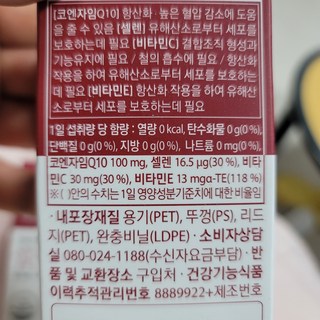 [코엔자임Q10] 항산화·높은 혈압 감소에 도움
을 줄 수 있음 [셀렌] 유해산소로부터 세포를
보호하는데 필요 [비타민C] 결합조직 형성과
기능유지에 필요 / 철의 흡수에 필요 / 항산화
작용을 하여 유해산소로부터 세포를 보호하는
데 필요 [비타민E] 항산화 작용을 하여 유해산
소로부터 세포를 보호하는데 필요
1일 섭취량 당 함량 : 열량 0 kcal, 탄수화물 0 g(0 %),
단백질 0 g(0 %), 지방 0 g(0 %), 나트륨 0 mg(0 %),
코엔자임Q10 100 mg, 셀렌 16.5 μg(30 %), 비타
민C 30 mg(30 %), 비타민E 13 mgα-TE(118 %)
※( )안의 수치는 1일 영양성분기준치에 대한 비율임
·내포장재질 용기(PET), 뚜껑(PS), 리드
지(PET), 완충비닐(LDPE) ·소비자상담
실 080-024-1188(수신자요금부담) ·반
품 및 교환장소 구입처 ·건강기능식품
이력추적관리번호 8889922+제조번호